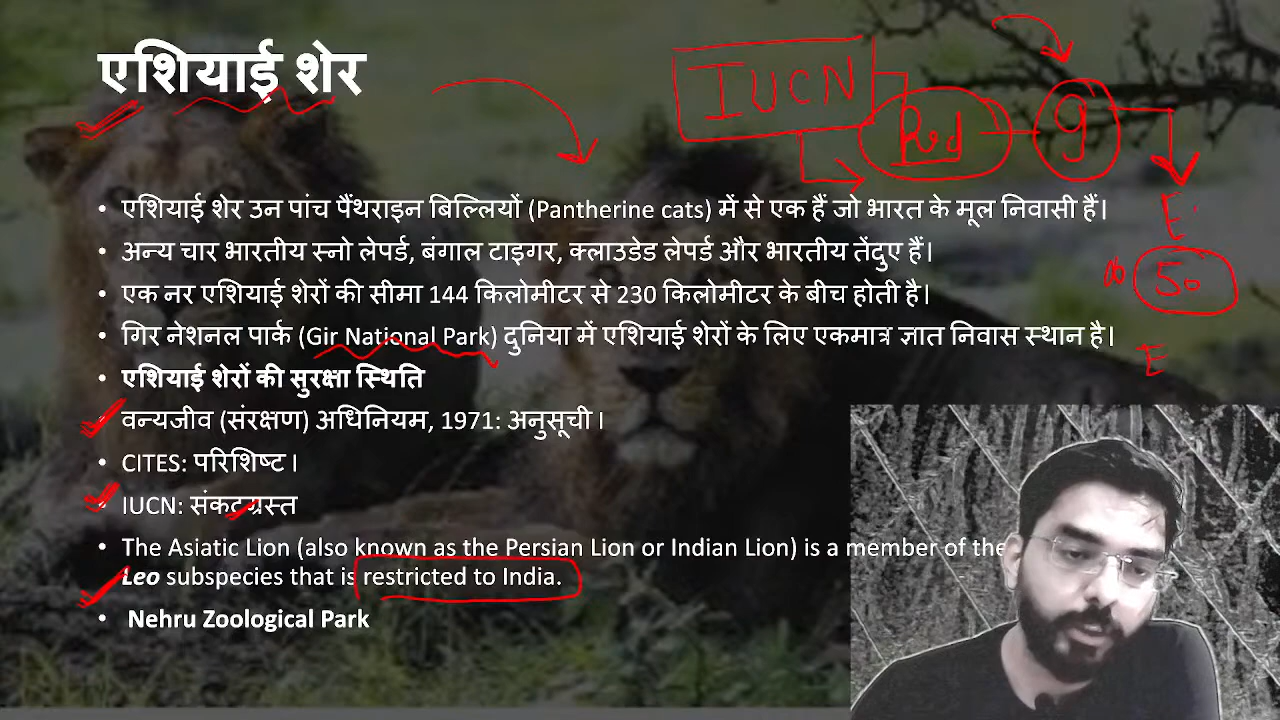 एशियाई शेर
IUCN
Red
9
E
50
E
• एशियाई शेर उन पांच पैंथराइन बिल्लियों (Pantherine cats) में से एक हैं जो भारत के मूल निवासी हैं।
• अन्य चार भारतीय स्नो लेपर्ड, बंगाल टाइगर, क्लाउडेड लेपर्ड और भारतीय तेंदुए हैं।
• एक नर एशियाई शेरों की सीमा 144 किलोमीटर से 230 किलोमीटर के बीच होती है।
• गिर नेशनल पार्क (Gir National Park) दुनिया में एशियाई शेरों के लिए एकमात्र ज्ञात निवास स्थान है।
• एशियाई शेरों की सुरक्षा स्थिति
• वन्यजीव (संरक्षण) अधिनियम, 1971: अनुसूची ।
• CITES: परिशिष्ट ।
• IUCN: संकटग्रस्त
• The Asiatic Lion (also known as the Persian Lion or Indian Lion) is a member of the
Leo subspecies that is restricted to India.
• Nehru Zoological Park